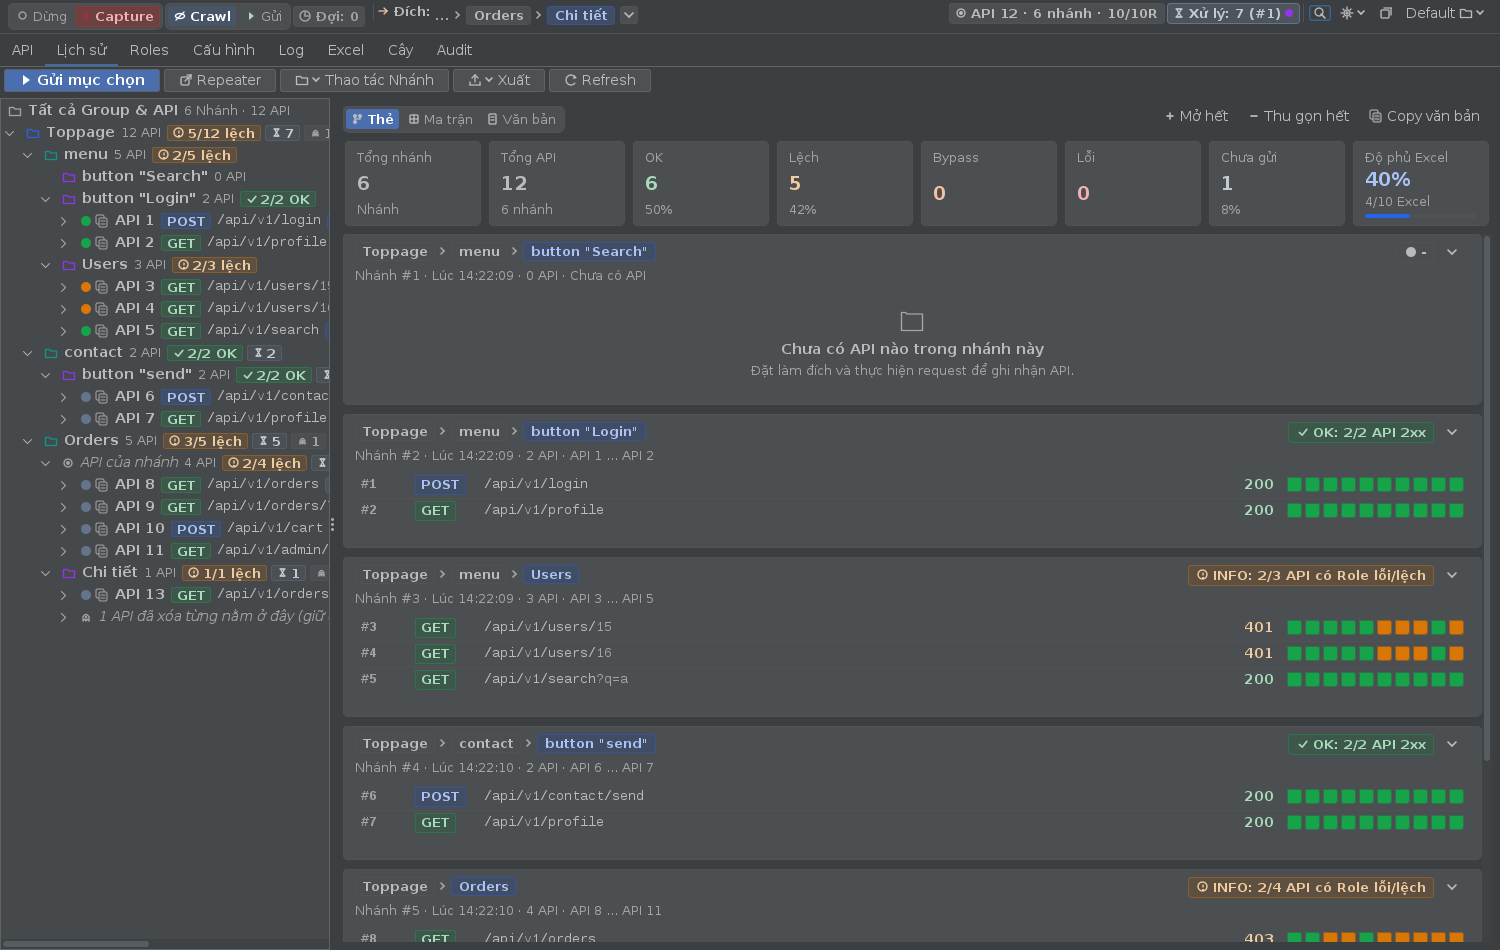 Dừng Capture Crawl Gửi Đợi: 0 Đích: ... Orders Chi tiết API 12 · 6 nhánh · 10/10R Xử lý: 7 (#1) Default
API Lịch sử Roles Cấu hình Log Excel Cây Audit
Gửi mục chọn Repeater Thao tác Nhánh Xuất Refresh
Tất cả Group & API 6 Nhánh · 12 API
Toppage 12 API 5/12 lệch 7 1
menu 5 API 2/5 lệch
button "Search" 0 API
button "Login" 2 API 2/2 OK
API 1 POST /api/v1/login
API 2 GET /api/v1/profile
Users 3 API 2/3 lệch
API 3 GET /api/v1/users/15
API 4 GET /api/v1/users/16
API 5 GET /api/v1/search
contact 2 API 2/2 OK 2
button "send" 2 API 2/2 OK
API 6 POST /api/v1/contac
API 7 GET /api/v1/profile
Orders 5 API 3/5 lệch 5 1
API của nhánh 4 API 2/4 lệch
API 8 GET /api/v1/orders
API 9 GET /api/v1/orders/
API 10 POST /api/v1/cart
API 11 GET /api/v1/admin/
Chi tiết 1 API 1/1 lệch 1
API 13 GET /api/v1/orders
1 API đã xóa từng nằm ở đây (giữ
Thẻ Ma trận Văn bản + Mở hết − Thu gọn hết Copy văn bản
Tổng nhánh
6
Nhánh
Tổng API
12
6 nhánh
OK
6
50%
Lệch
5
42%
Bypass
0
Lỗi
0
Chưa gửi
1
8%
Độ phủ Excel
40%
4/10 Excel
Toppage menu button "Search" -
Nhánh #1 · Lúc 14:22:09 · 0 API · Chưa có API
Chưa có API nào trong nhánh này
Đặt làm đích và thực hiện request để ghi nhận API.
Toppage menu button "Login" OK: 2/2 API 2xx
Nhánh #2 · Lúc 14:22:09 · 2 API · API 1 ... API 2
#1 POST /api/v1/login 200
#2 GET /api/v1/profile 200
Toppage menu Users INFO: 2/3 API có Role lỗi/lệch
Nhánh #3 · Lúc 14:22:09 · 3 API · API 3 ... API 5
#3 GET /api/v1/users/15 401
#4 GET /api/v1/users/16 401
#5 GET /api/v1/search?q=a 200
Toppage contact button "send" OK: 2/2 API 2xx
Nhánh #4 · Lúc 14:22:10 · 2 API · API 6 ... API 7
#6 POST /api/v1/contact/send 200
#7 GET /api/v1/profile 200
Toppage Orders INFO: 2/4 API có Role lỗi/lệch
Nhánh #5 · Lúc 14:22:10 · 4 API · API 8 ... API 11
#8 GET /api/v1/orders 403